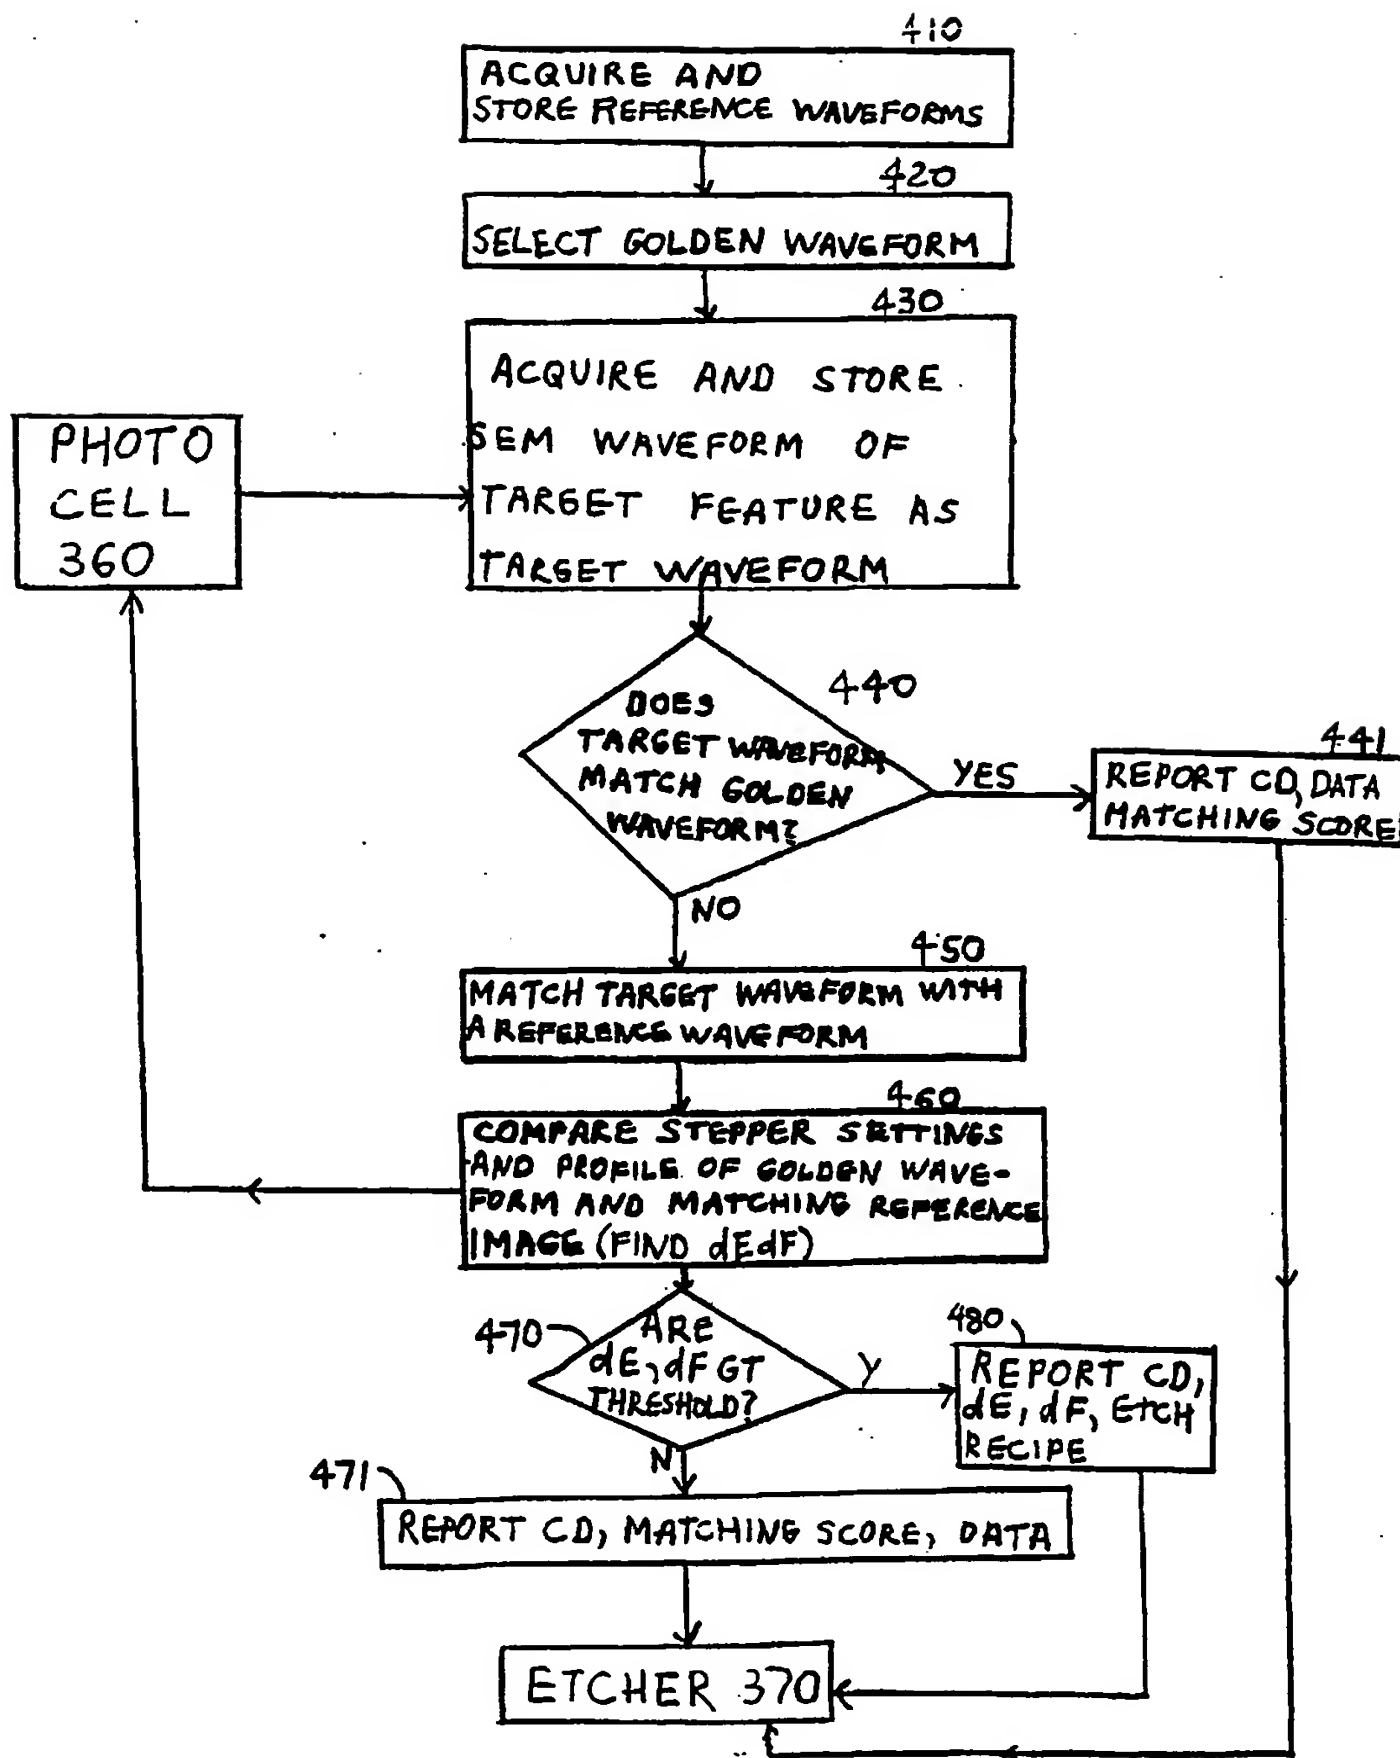 410
ACQUIRE AND
STORE REFERENCE WAVEFORMS
420
SELECT GOLDEN WAVEFORM
430
ACQUIRE AND STORE
SEM WAVEFORM OF
TARGET FEATURE AS
TARGET WAVEFORM
PHOTO
CELL
360
440
DOES
TARGET WAVEFORM
MATCH GOLDEN
WAVEFORM?
YES
441
REPORT CD, DATA
MATCHING SCORE
NO
450
MATCH TARGET WAVEFORM WITH
A REFERENCE WAVEFORM
460
COMPARE STEPPER SETTINGS
AND PROFILE OF GOLDEN WAVE-
FORM AND MATCHING REFERENCE
IMAGE (FIND dEdF)
470
ARE
dE, dF GT
THRESHOLD?
Y
480
REPORT CD,
dE, dF, ETCH
RECIPE
N
471
REPORT CD, MATCHING SCORE, DATA
ETCHER 370